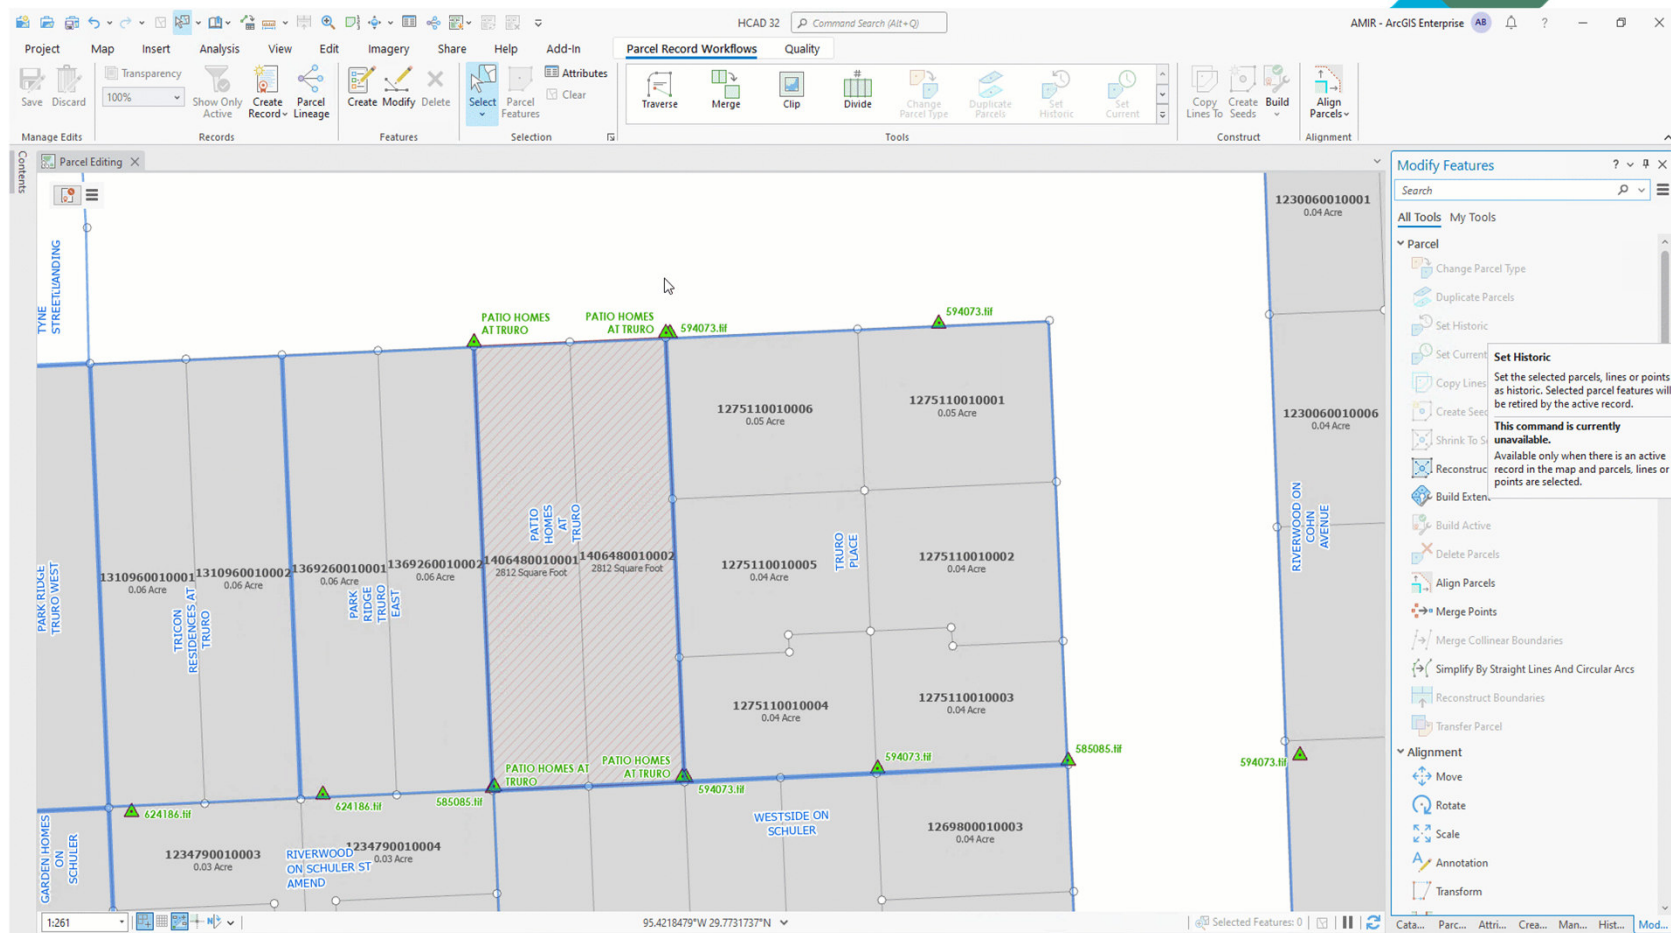 HCAD 32
Command Search (Alt+Q)
AMIR - ArcGIS Enterprise
AB
?
Project
Map
Insert
Analysis
View
Edit
Imagery
Share
Help
Add-In
Parcel Record Workflows
Quality
Save
Discard
Manage Edits
Transparency
100%
Show Only
Active
Create
Record
Parcel
Lineage
Records
Create
Modify
Delete
Features
Select
Parcel
Features
Attributes
Clear
Selection
Traverse
Merge
Clip
Divide
Change
Parcel Type
Duplicate
Parcels
Set
Historic
Set
Current
Tools
Copy
Lines To
Create
Seeds
Build
Construct
Align
Parcels
Alignment
Contents
Parcel Editing
TYNE
STREET
LANDING
PATIO HOMES
AT TRURO
PATIO HOMES
AT TRURO
594073.tif
594073.tif
1230060010001
0.04 Acre
1275110010006
0.05 Acre
1275110010001
0.05 Acre
1230060010006
0.04 Acre
PARK RIDGE
TRURO WEST
1310960010001
0.06 Acre
1310960010002
0.06 Acre
TRICON
RESIDENCES AT
TRURO
1369260010001
0.06 Acre
1369260010002
0.06 Acre
PARK
RIDGE
TRURO
EAST
1406480010001
2812 Square Foot
1406480010002
2812 Square Foot
PATIO
HOMES
AT
TRURO
1275110010005
0.04 Acre
TRURO
PLACE
1275110010002
0.04 Acre
RIVERWOOD ON
COHN
AVENUE
1275110010004
0.04 Acre
1275110010003
0.04 Acre
PATIO HOMES AT
TRURO
PATIO HOMES
AT TRURO
624186.tif
624186.tif
585085.tif
594073.tif
594073.tif
585085.tif
594073.tif
GARDEN HOMES
ON
SCHULER
1234790010003
0.03 Acre
RIVERWOOD
ON SCHULER ST
AMEND
1234790010004
0.03 Acre
WESTSIDE ON
SCHULER
1269800010003
0.04 Acre
1:261
95.4218479°W 29.7731737°N
Selected Features: 0
Modify Features
?
Search
All Tools
My Tools
Parcel
Change Parcel Type
Duplicate Parcels
Set Historic
Set Current
Copy Lines
Create See
Shrink To S
Reconstruc
Build Exten
Build Active
Delete Parcels
Align Parcels
Merge Points
Merge Collinear Boundaries
Simplify By Straight Lines And Circular Arcs
Reconstruct Boundaries
Transfer Parcel
Alignment
Move
Rotate
Scale
Annotation
Transform
Set Historic
Set the selected parcels, lines or points
as historic. Selected parcel features will
be retired by the active record.
This command is currently
unavailable.
Available only when there is an active
record in the map and parcels, lines or
points are selected.
Cata...
Parc...
Attri...
Crea...
Man...
Hist...
Mod...